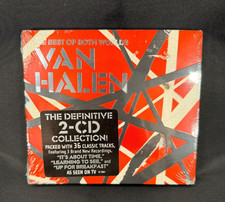 THE BEST OF BOTH WORLDS
VAN
HALEN
THE DEFINITIVE
2-CD
COLLECTION!
PACKED WITH 36 CLASSIC TRACKS,
Featuring 3 Brand New Recordings,
"IT'S ABOUT TIME,"
"LEARNING TO SEE," and
"UP FOR BREAKFAST"
AS SEEN ON TV